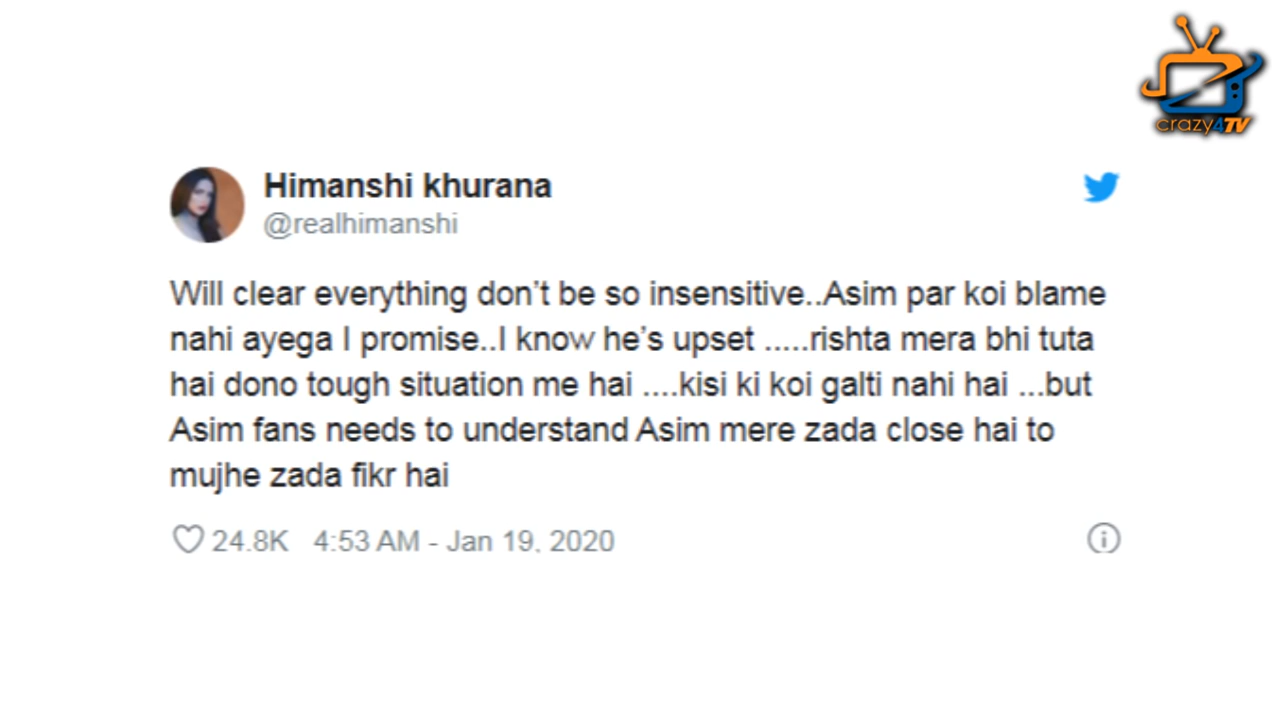 crazy4TV
Himanshi khurana
@realhimanshi
Will clear everything don’t be so insensitive..Asim par koi blame
nahi ayega I promise..I know he’s upset .....rishta mera bhi tuta
hai dono tough situation me hai ....kisi ki koi galti nahi hai ...but
Asim fans needs to understand Asim mere zada close hai to
mujhe zada fikr hai
24.8K 4:53 AM - Jan 19, 2020